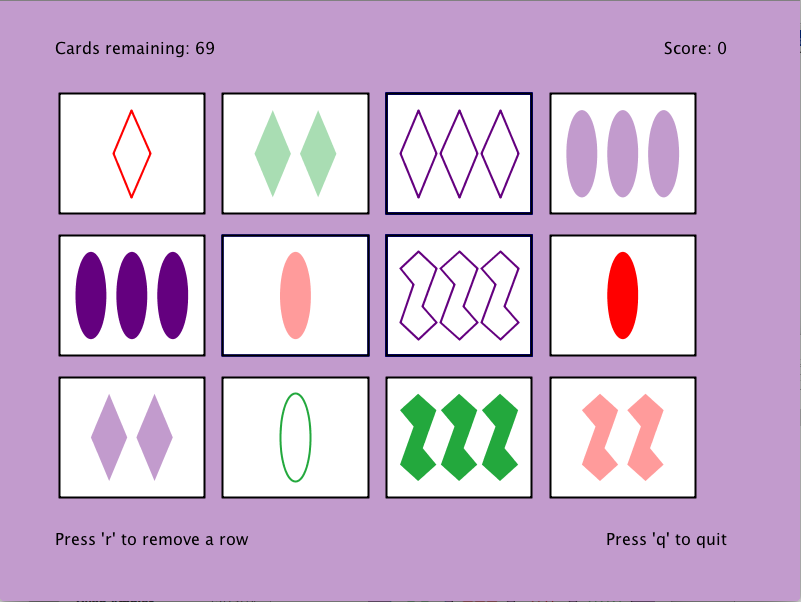 Cards remaining: 69
Score: 0
Press 'r' to remove a row
Press 'q' to quit